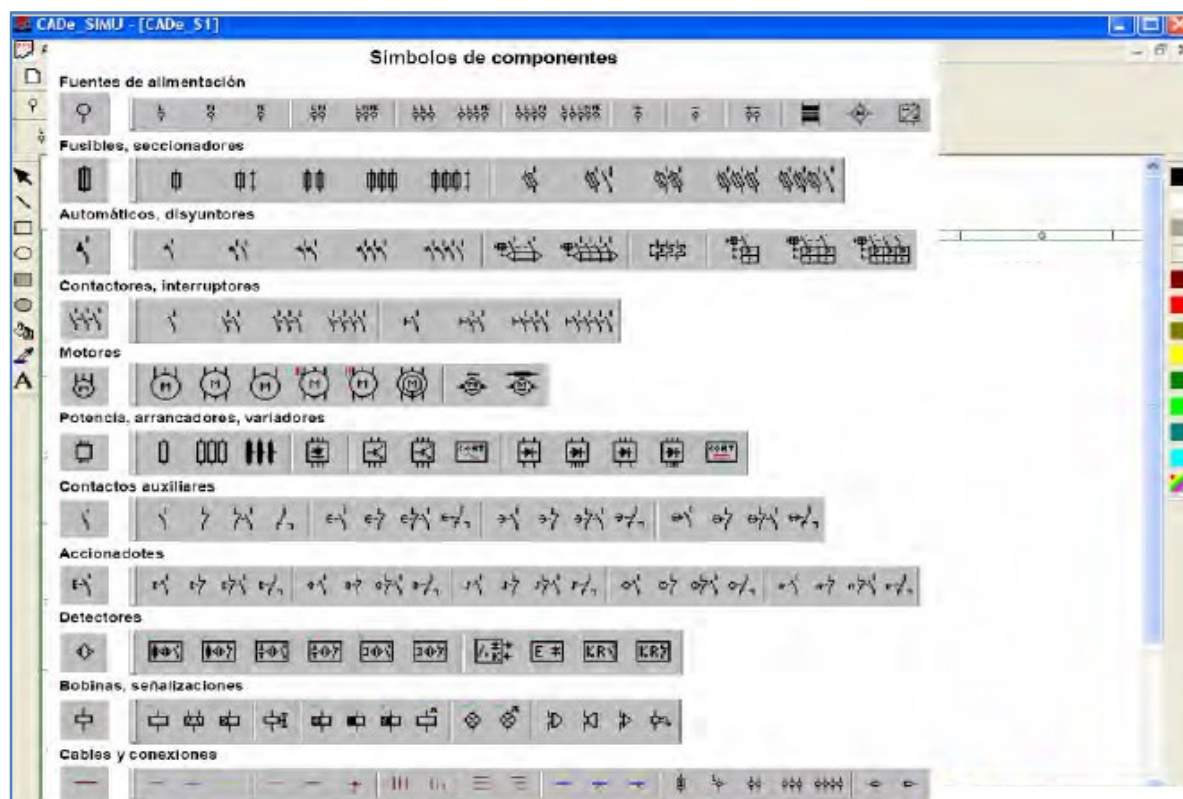 CADe_SIMU - [CADe_S1]
Simbolos de componentes
Fuentes de alimentación
Fusibles, seccionadores
Automáticos, disyuntores
Contactores, interruptores
Motores
Potencia, arrancadores, variadores
Contactos auxiliares
Accionadotes
Detectores
Bobinas, señalizaciones
Cables y conexiones
A